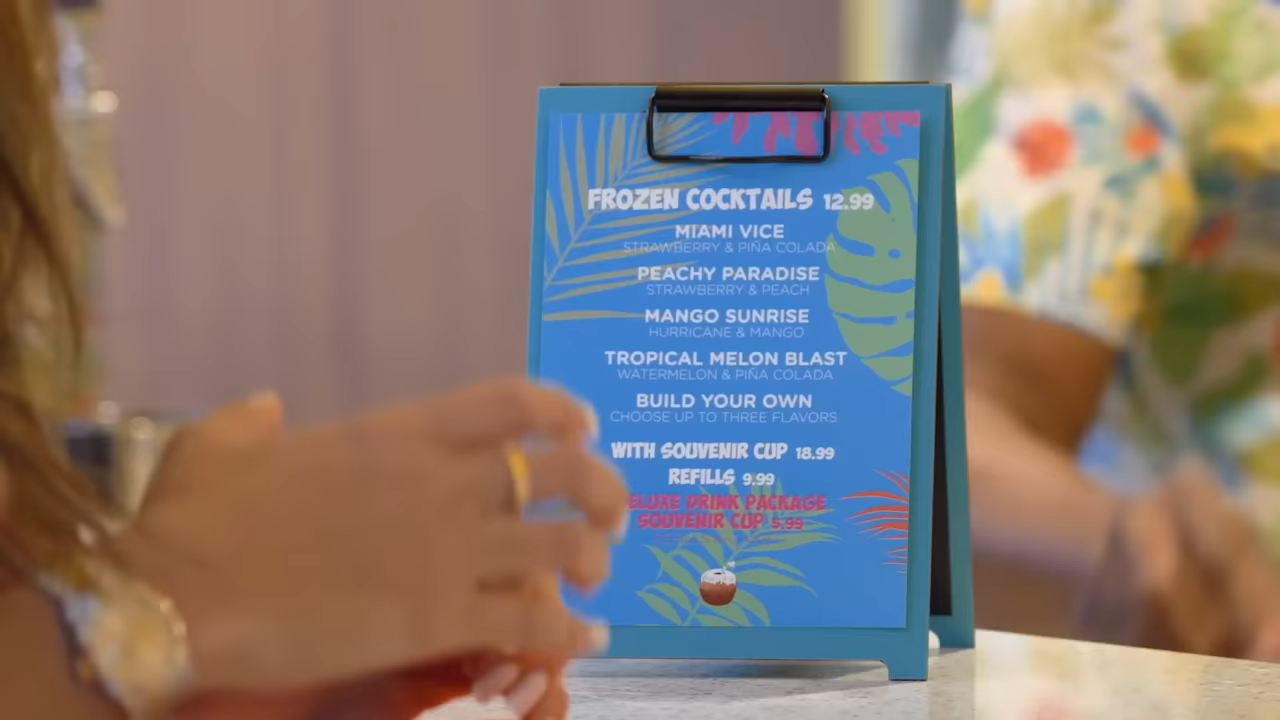 FROZEN COCKTAILS 12.99
MIAMI VICE
STRAWBERRY & PIÑA COLADA
PEACHY PARADISE
STRAWBERRY & PEACH
MANGO SUNRISE
HURRICANE & MANGO
TROPICAL MELON BLAST
WATERMELON & PIÑA COLADA
BUILD YOUR OWN
CHOOSE UP TO THREE FLAVORS
WITH SOUVENIR CUP 18.99
REFILLS 9.99
ELUXE DRINK PACKAGE
SOUVENIR CUP 5.99